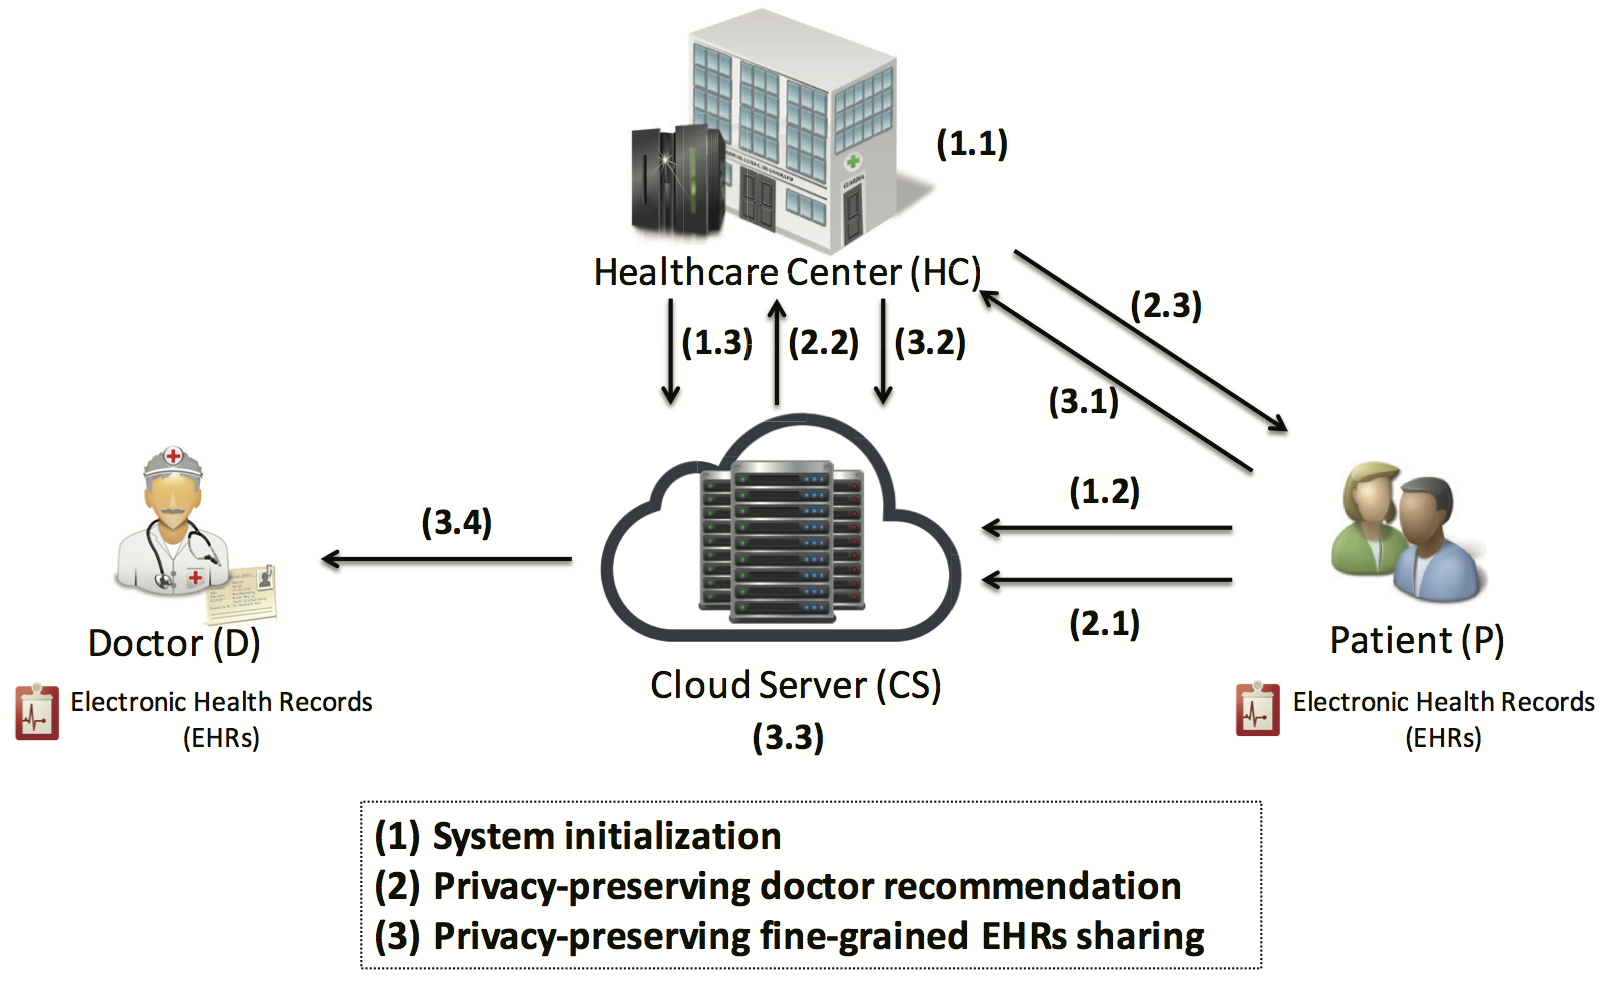 (1.1)
GUARDIA
Healthcare Center (HC)
(2.3)
(1.3)
(2.2)
(3.2)
(3.1)
(1.2)
(3.4)
(2.1)
Doctor (D)
Patient (P)
Cloud Server (CS)
Electronic Health Records
(EHRs)
Electronic Health Records
(EHRs)
(3.3)
(1) System initialization
(2) Privacy-preserving doctor recommendation
(3) Privacy-preserving fine-grained EHRs sharing